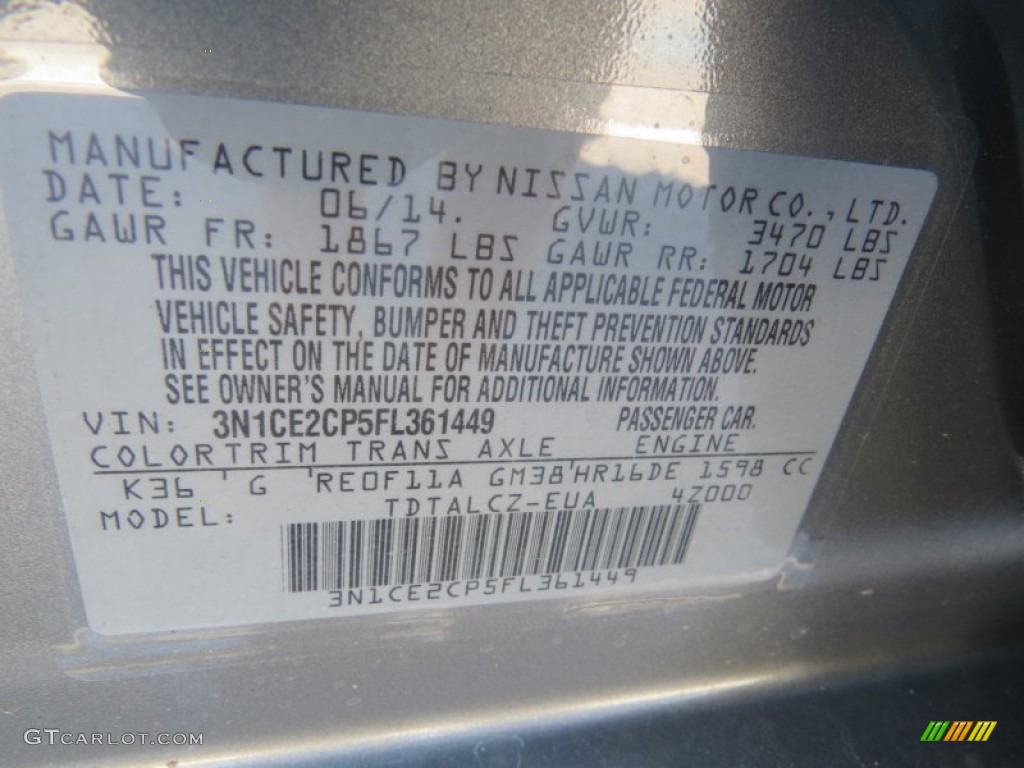 MANUFACTURED BY NISSAN MOTOR CO., LTD.
DATE: 06/14. GVWR: 3470 LBS
GAWR FR: 1867 LBS GAWR RR: 1704 LBS
THIS VEHICLE CONFORMS TO ALL APPLICABLE FEDERAL MOTOR
VEHICLE SAFETY, BUMPER AND THEFT PREVENTION STANDARDS
IN EFFECT ON THE DATE OF MANUFACTURE SHOWN ABOVE.
SEE OWNER'S MANUAL FOR ADDITIONAL INFORMATION.
VIN: 3N1CE2CP5FL361449 PASSENGER CAR.
COLOR TRIM TRANS AXLE ENGINE
K36 G RE0F11A GM38 HR16DE 1598 CC
MODEL: TDTALCZ-EUA 4Z000
3N1CE2CP5FL361449
GTCARLOT.COM